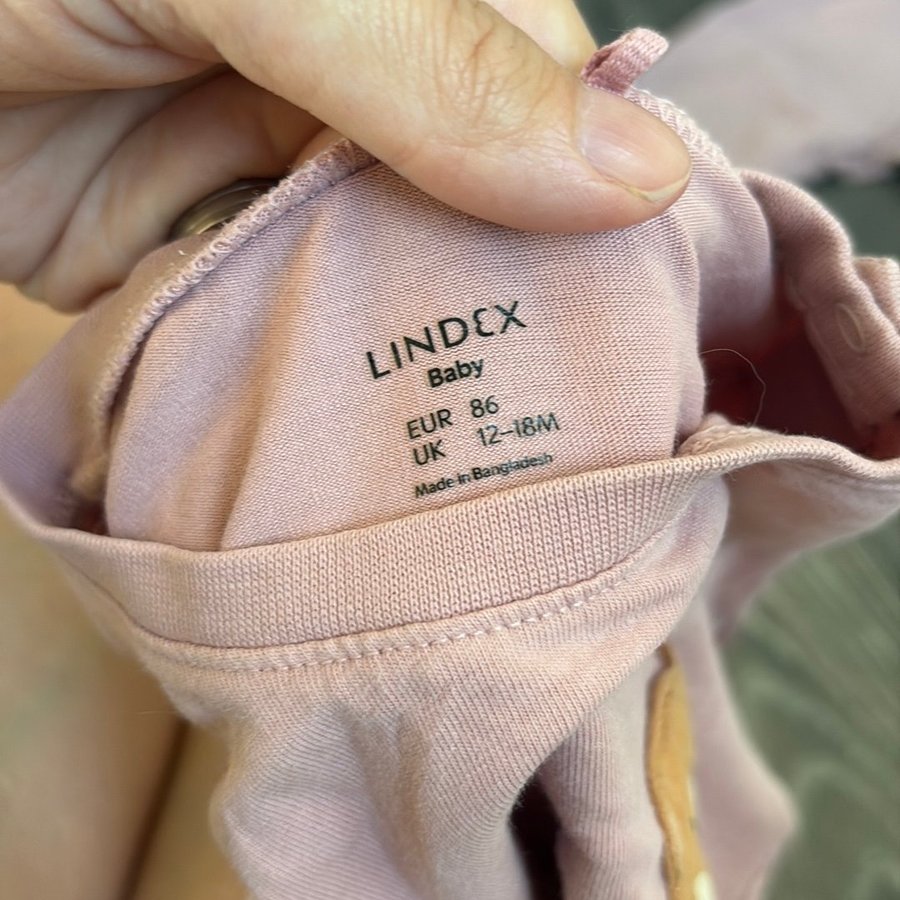 LINDEX
Baby
EUR 86
UK 12-18M
Made in Bangladesh